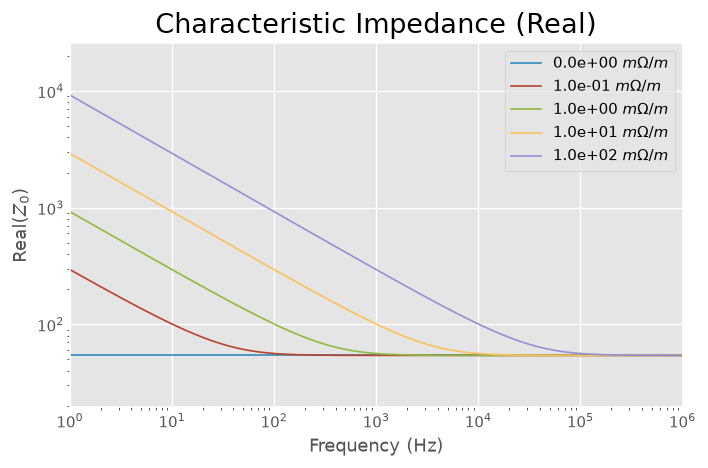 Characteristic Impedance (Real)
0.0e+00 mΩ/m
1.0e-01 mΩ/m
1.0e+00 mΩ/m
1.0e+01 mΩ/m
1.0e+02 mΩ/m
Real(Z₀)
10⁴
10³
10²
10⁰ 10¹ 10² 10³ 10⁴ 10⁵ 10⁶
Frequency (Hz)